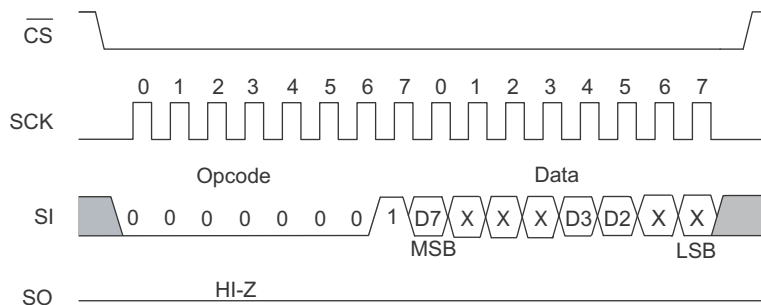 CS
0 1 2 3 4 5 6 7 0 1 2 3 4 5 6 7
SCK
Opcode Data
SI 0 0 0 0 0 0 0 1 D7 X X X D3 D2 X X
MSB LSB
HI-Z
SO